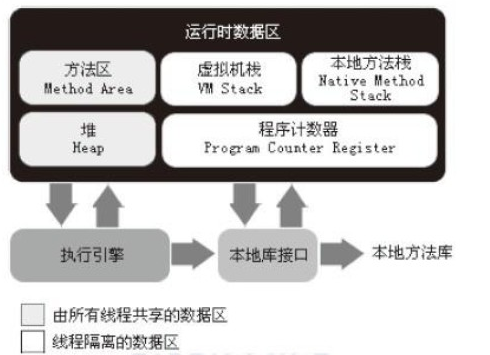 运行时数据区
方法区
Method Area
虚拟机栈
VM Stack
本地方法栈
Native Method
Stack
堆
Heap
程序计数器
Program Counter Register
执行引擎
本地库接口
本地方法库
由所有线程共享的数据区
线程隔离的数据区